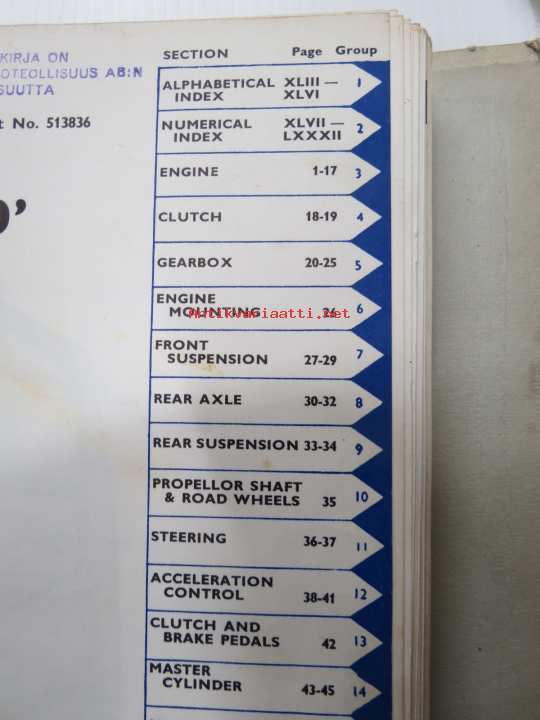 KIRJA ON
OTEOLLISUUS AB:N
SUUTTA
t No. 513836
SECTION Page Group
ALPHABETICAL XLIII — 1
INDEX XLVI
NUMERICAL XLVII — 2
INDEX LXXXII
ENGINE 1-17 3
CLUTCH 18-19 4
GEARBOX 20-25 5
ENGINE
MOUNTING 26 6
Antikvariaatti.net
FRONT
SUSPENSION 27-29 7
REAR AXLE 30-32 8
REAR SUSPENSION 33-34 9
PROPELLOR SHAFT
& ROAD WHEELS 35 10
STEERING 36-37 11
ACCELERATION
CONTROL 38-41 12
CLUTCH AND
BRAKE PEDALS 42 13
MASTER
CYLINDER 43-45 14